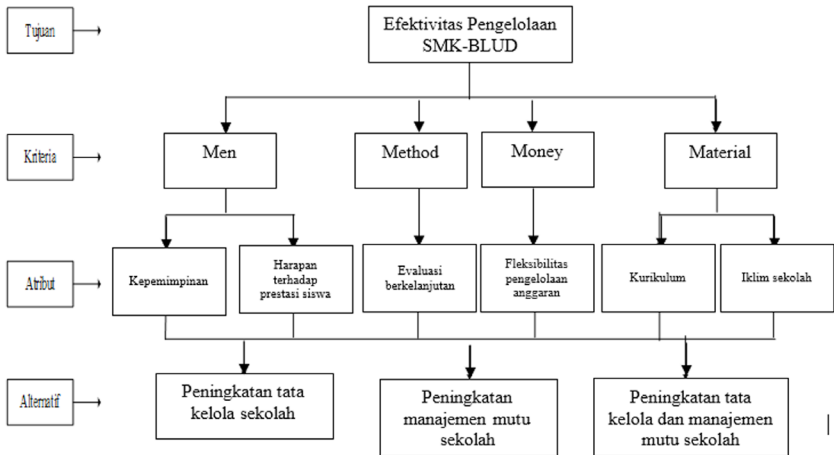 Tujuan
Efektivitas Pengelolaan
SMK-BLUD
Kriteria
Men
Method
Money
Material
Atribut
Kepemimpinan
Harapan
terhadap
prestasi siswa
Evaluasi
berkelanjutan
Fleksibilitas
pengelolaan
anggaran
Kurikulum
Iklim sekolah
Alternatif
Peningkatan tata
kelola sekolah
Peningkatan
manajemen mutu
sekolah
Peningkatan tata
kelola dan manajemen
mutu sekolah